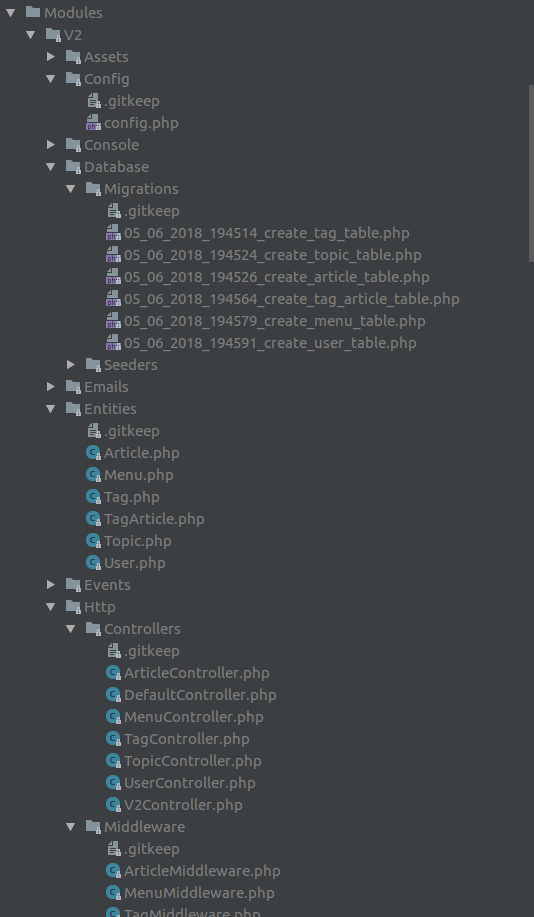 Modules
V2
Assets
Config
.gitkeep
config.php
Console
Database
Migrations
.gitkeep
05_06_2018_194514_create_tag_table.php
05_06_2018_194524_create_topic_table.php
05_06_2018_194526_create_article_table.php
05_06_2018_194564_create_tag_article_table.php
05_06_2018_194579_create_menu_table.php
05_06_2018_194591_create_user_table.php
Seeders
Emails
Entities
.gitkeep
Article.php
Menu.php
Tag.php
TagArticle.php
Topic.php
User.php
Events
Http
Controllers
.gitkeep
ArticleController.php
DefaultController.php
MenuController.php
TagController.php
TopicController.php
UserController.php
V2Controller.php
Middleware
.gitkeep
ArticleMiddleware.php
MenuMiddleware.php
TagMiddleware.php